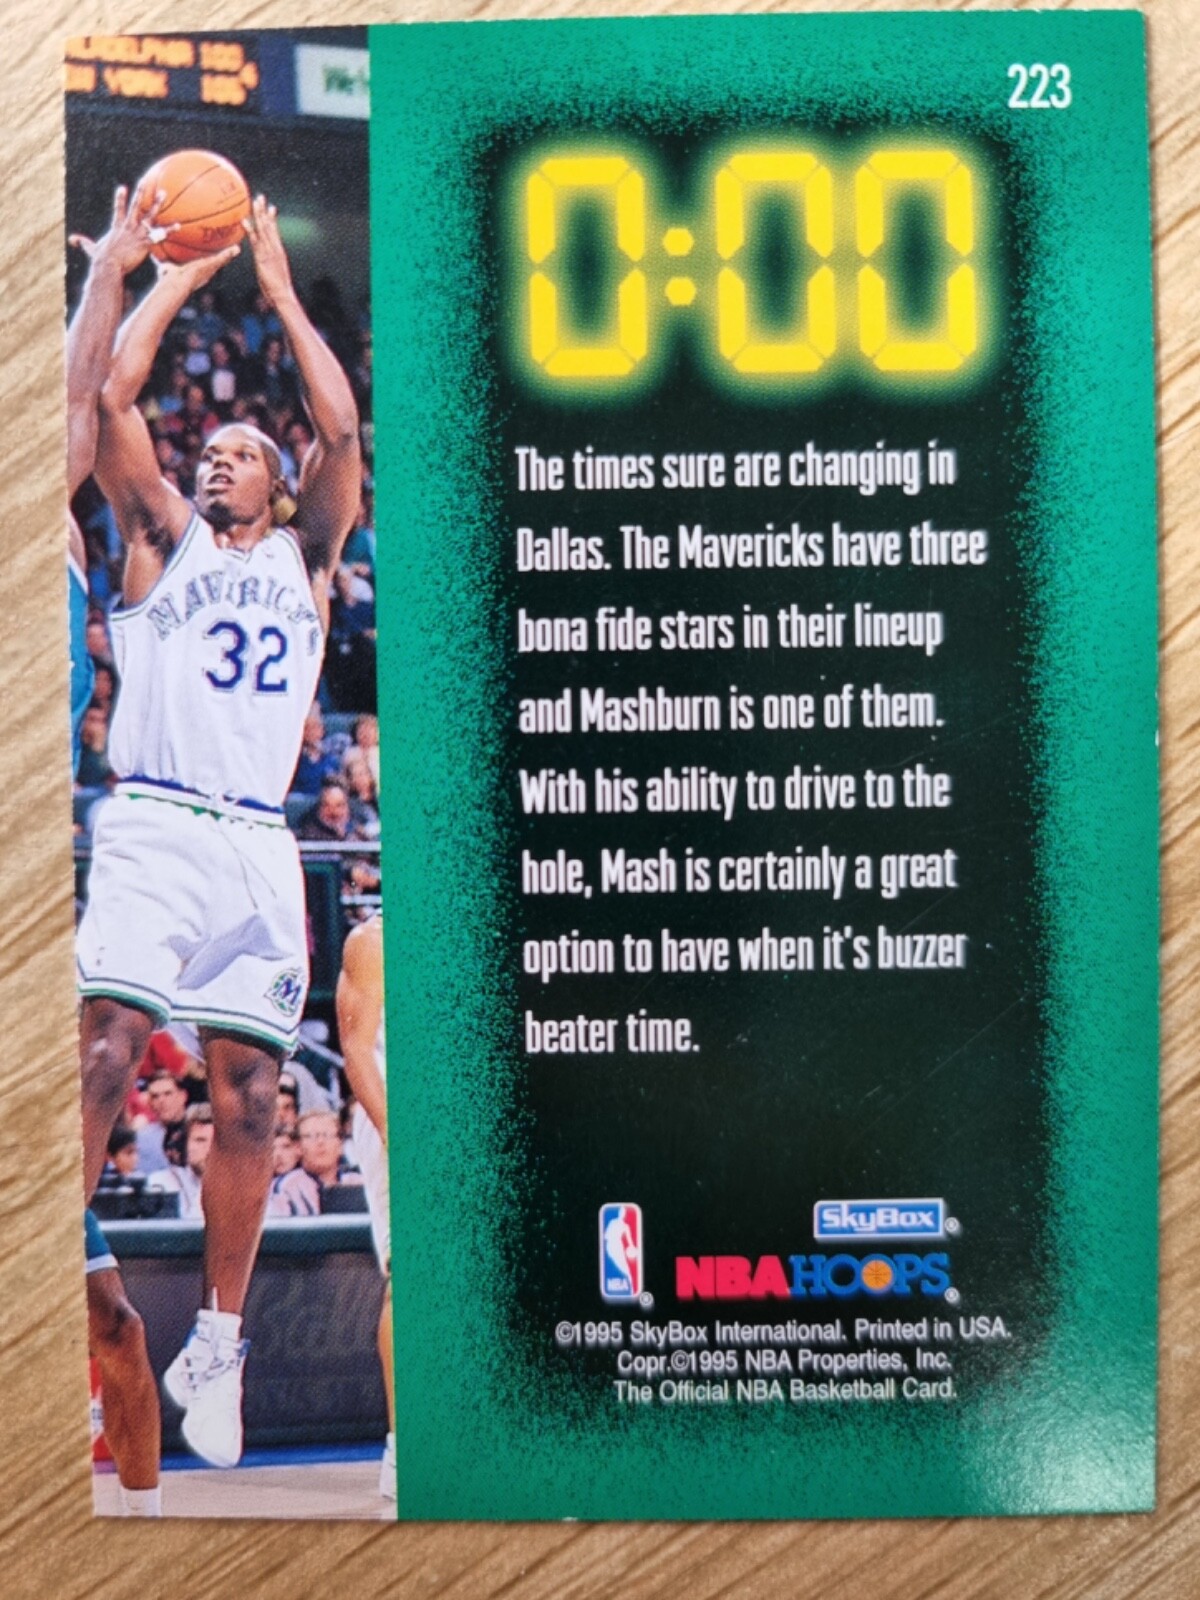 223
0:00
The times sure are changing in
Dallas. The Mavericks have three
bona fide stars in their lineup
and Mashburn is one of them.
With his ability to drive to the
hole, Mash is certainly a great
option to have when it's buzzer
beater time.
SkyBox®
NBA®
NBA HOOPS®
©1995 SkyBox International. Printed in USA.
Copr.©1995 NBA Properties, Inc.
The Official NBA Basketball Card.
MAVERICKS
32
M